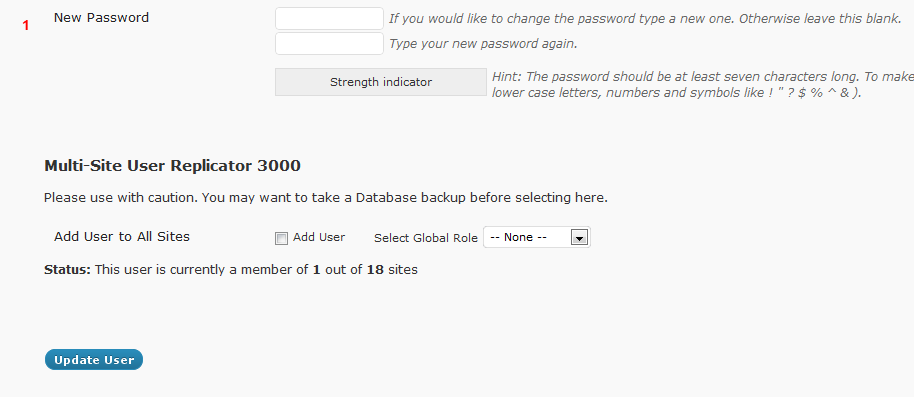 1 New Password If you would like to change the password type a new one. Otherwise leave this blank.
Type your new password again.
Strength indicator Hint: The password should be at least seven characters long. To make
lower case letters, numbers and symbols like ! " ? $ % ^ & ).
Multi-Site User Replicator 3000
Please use with caution. You may want to take a Database backup before selecting here.
Add User to All Sites Add User Select Global Role -- None --
Status: This user is currently a member of 1 out of 18 sites
Update User